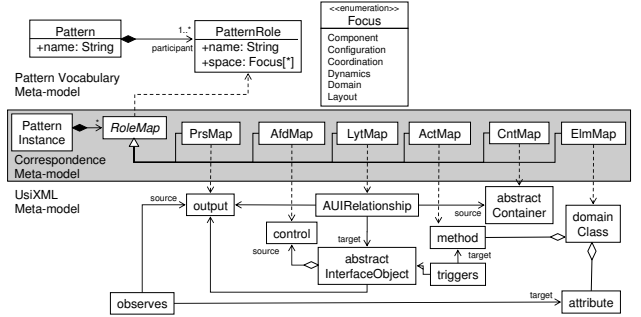 Pattern
+name: String
1..*
participant
PatternRole
+name: String
+space: Focus[*]
<<enumeration>>
Focus
Component
Configuration
Coordination
Dynamics
Domain
Layout
Pattern Vocabulary
Meta-model
Pattern
Instance
*
RoleMap
PrsMap
AfdMap
LytMap
ActMap
CntMap
ElmMap
Correspondence
Meta-model
UsiXML
Meta-model
source
output
AUIRelationship
source
abstract
Container
domain
Class
control
source
target
method
abstract
InterfaceObject
target
triggers
observes
target
attribute